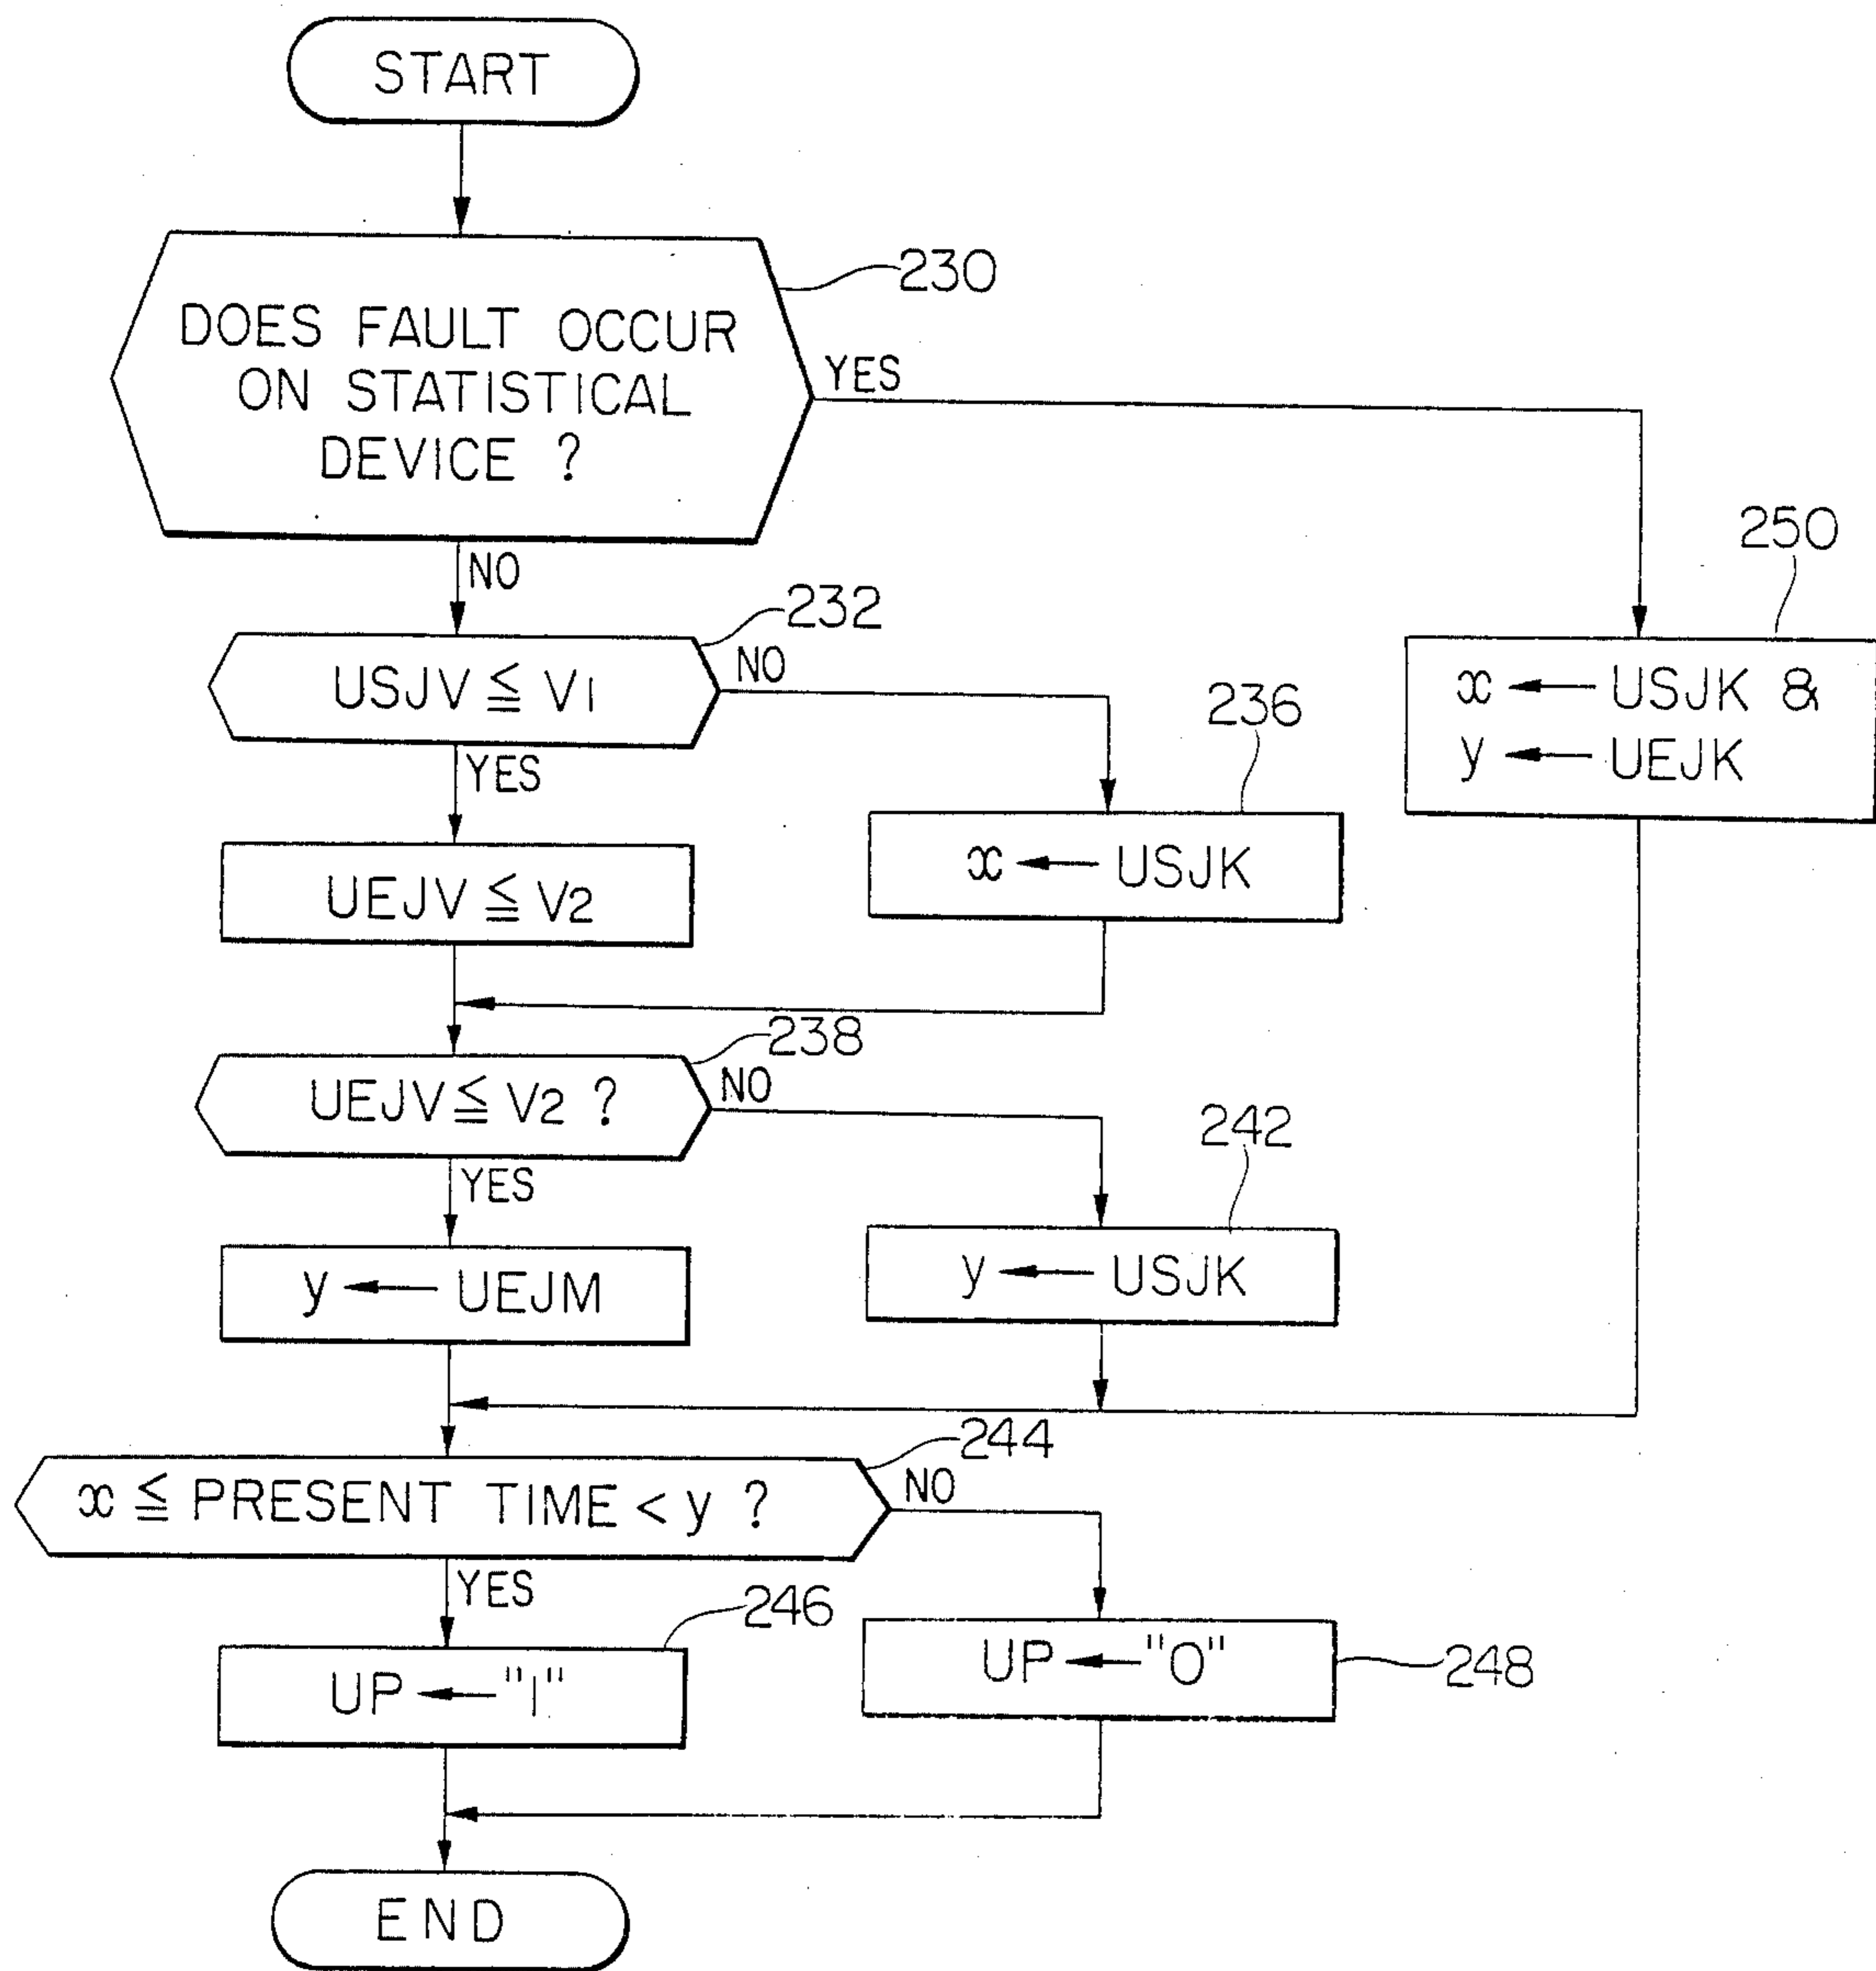 START
230
DOES FAULT OCCUR
ON STATISTICAL
DEVICE ?
YES
NO
250
x ← USJK &
y ← UEJK
232
USJV ≦ V1
NO
YES
236
x ← USJK
UEJV ≦ V2
238
UEJV ≦ V2 ?
NO
YES
242
y ← USJK
y ← UEJM
244
x ≦ PRESENT TIME < y ?
NO
YES
246
UP ← "1"
UP ← "0"
248
END